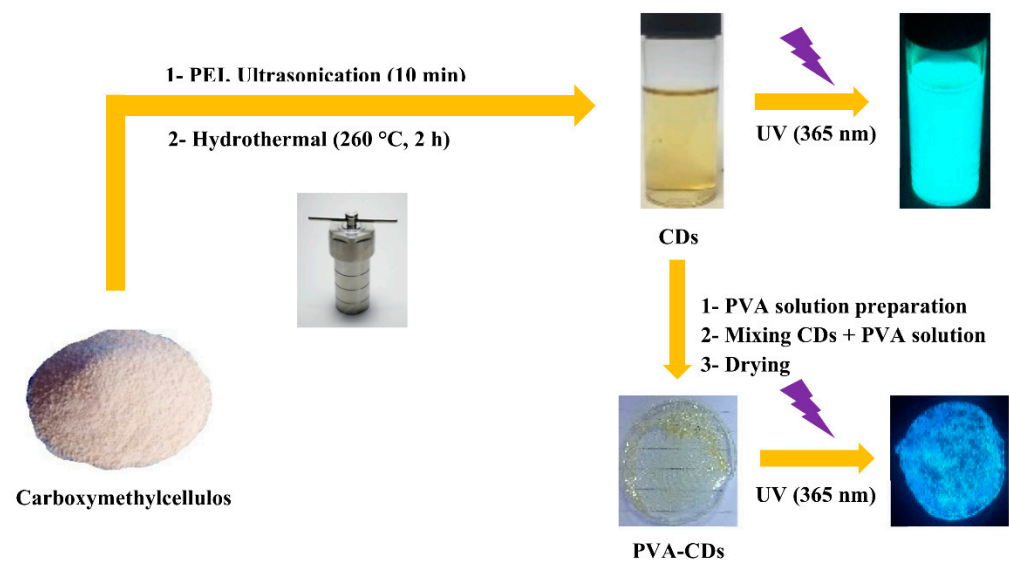 1- PEI, Ultrasonication (10 min)
2- Hydrothermal (260 °C, 2 h)
UV (365 nm)
CDs
1- PVA solution preparation
2- Mixing CDs + PVA solution
3- Drying
Carboxymethylcellulos
UV (365 nm)
PVA-CDs